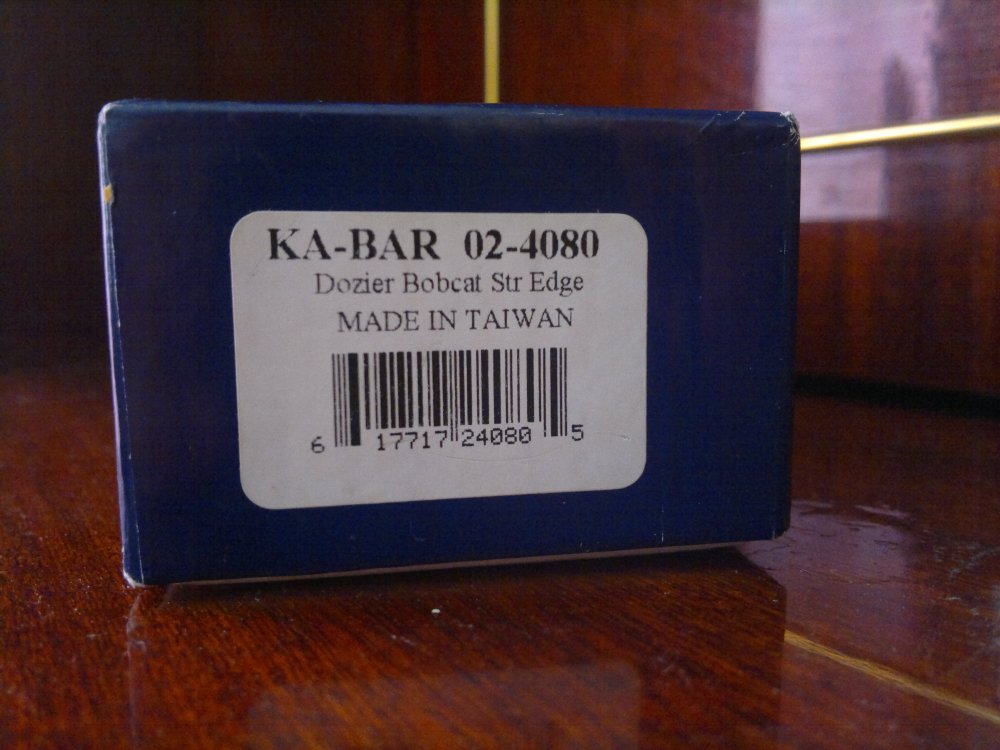 KA-BAR 02-4080
Dozier Bobcat Str Edge
MADE IN TAIWAN
6 17717 24080 5